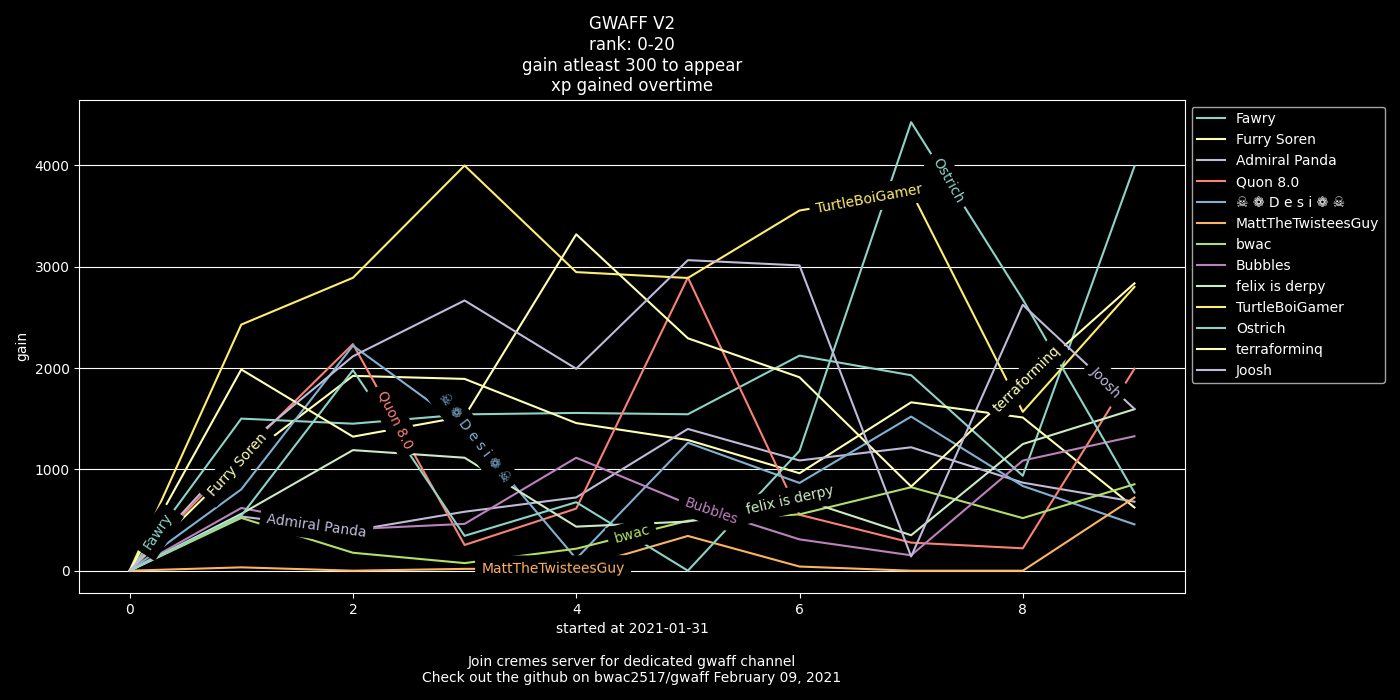 GWAFF V2
rank: 0-20
gain atleast 300 to appear
xp gained overtime
4000
3000
2000
1000
0
gain
0
2
4
6
8
started at 2021-01-31
Fawry
Furry Soren
Admiral Panda
Quon 8.0
☠ ❁ D e s i ❁ ☠
MattTheTwisteesGuy
bwac
Bubbles
felix is derpy
TurtleBoiGamer
Ostrich
terraforminq
Joosh
Fawry
Furry Soren
Admiral Panda
Quon 8.0
☠ ❁ D e s i ❁ ☠
MattTheTwisteesGuy
bwac
Bubbles
felix is derpy
TurtleBoiGamer
Ostrich
terraforminq
Joosh
Join cremes server for dedicated gwaff channel
Check out the github on bwac2517/gwaff February 09, 2021